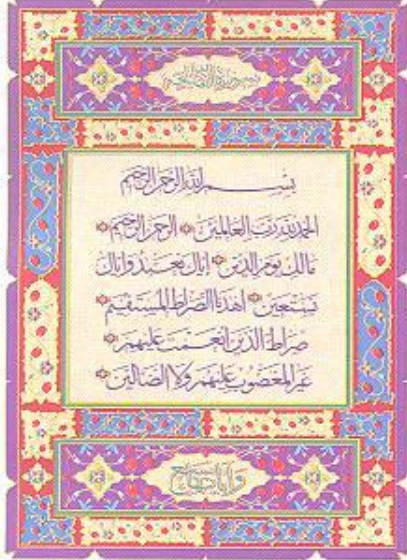 بسم الله الرحمن الرحيم
الحمد لله رب العالمين الرحمن الرحيم
مالك يوم الدين إياك نعبد وإياك
نستعين اهدنا الصراط المستقيم
صراط الذين أنعمت عليهم
غير المغضوب عليهم ولا الضالين